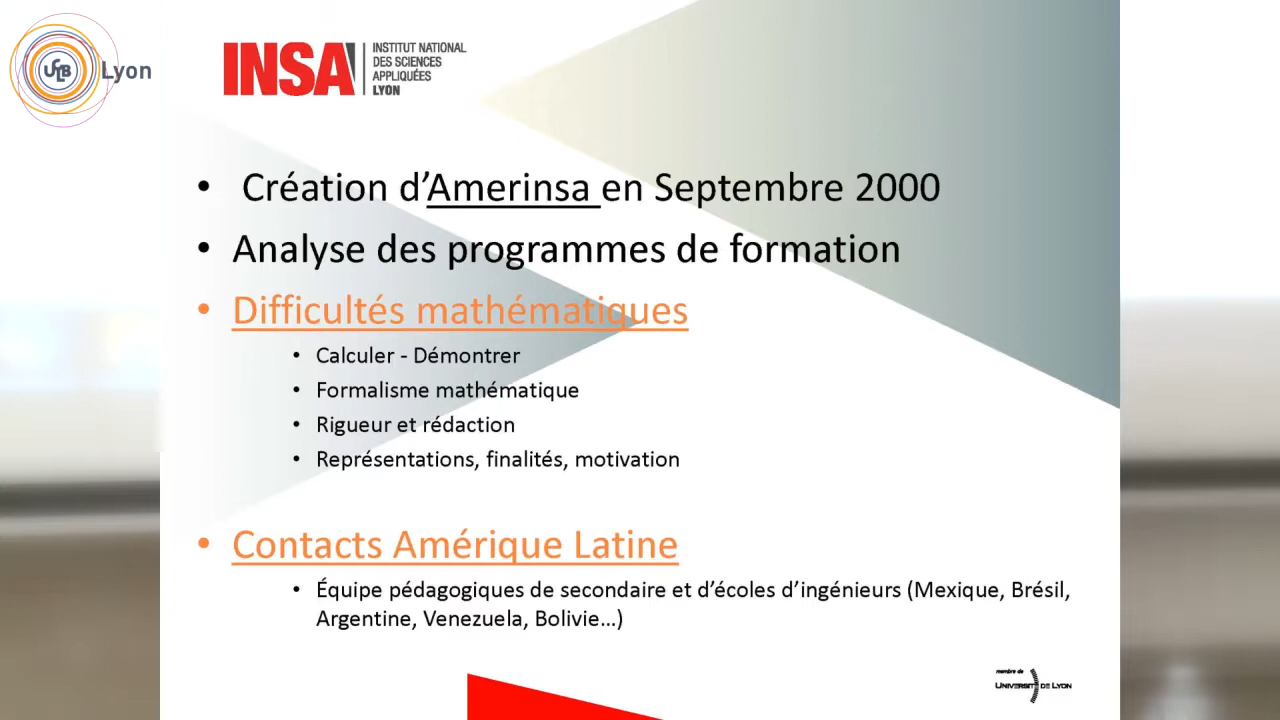 UCLB Lyon
INSA
INSTITUT NATIONAL
DES SCIENCES
APPLIQUÉES
LYON
• Création d’Amerinsa en Septembre 2000
• Analyse des programmes de formation
• Difficultés mathématiques
• Calculer - Démontrer
• Formalisme mathématique
• Rigueur et rédaction
• Représentations, finalités, motivation
• Contacts Amérique Latine
• Équipe pédagogiques de secondaire et d’écoles d’ingénieurs (Mexique, Brésil,
Argentine, Venezuela, Bolivie…)
membre de
UNIVERSITÉ DE LYON